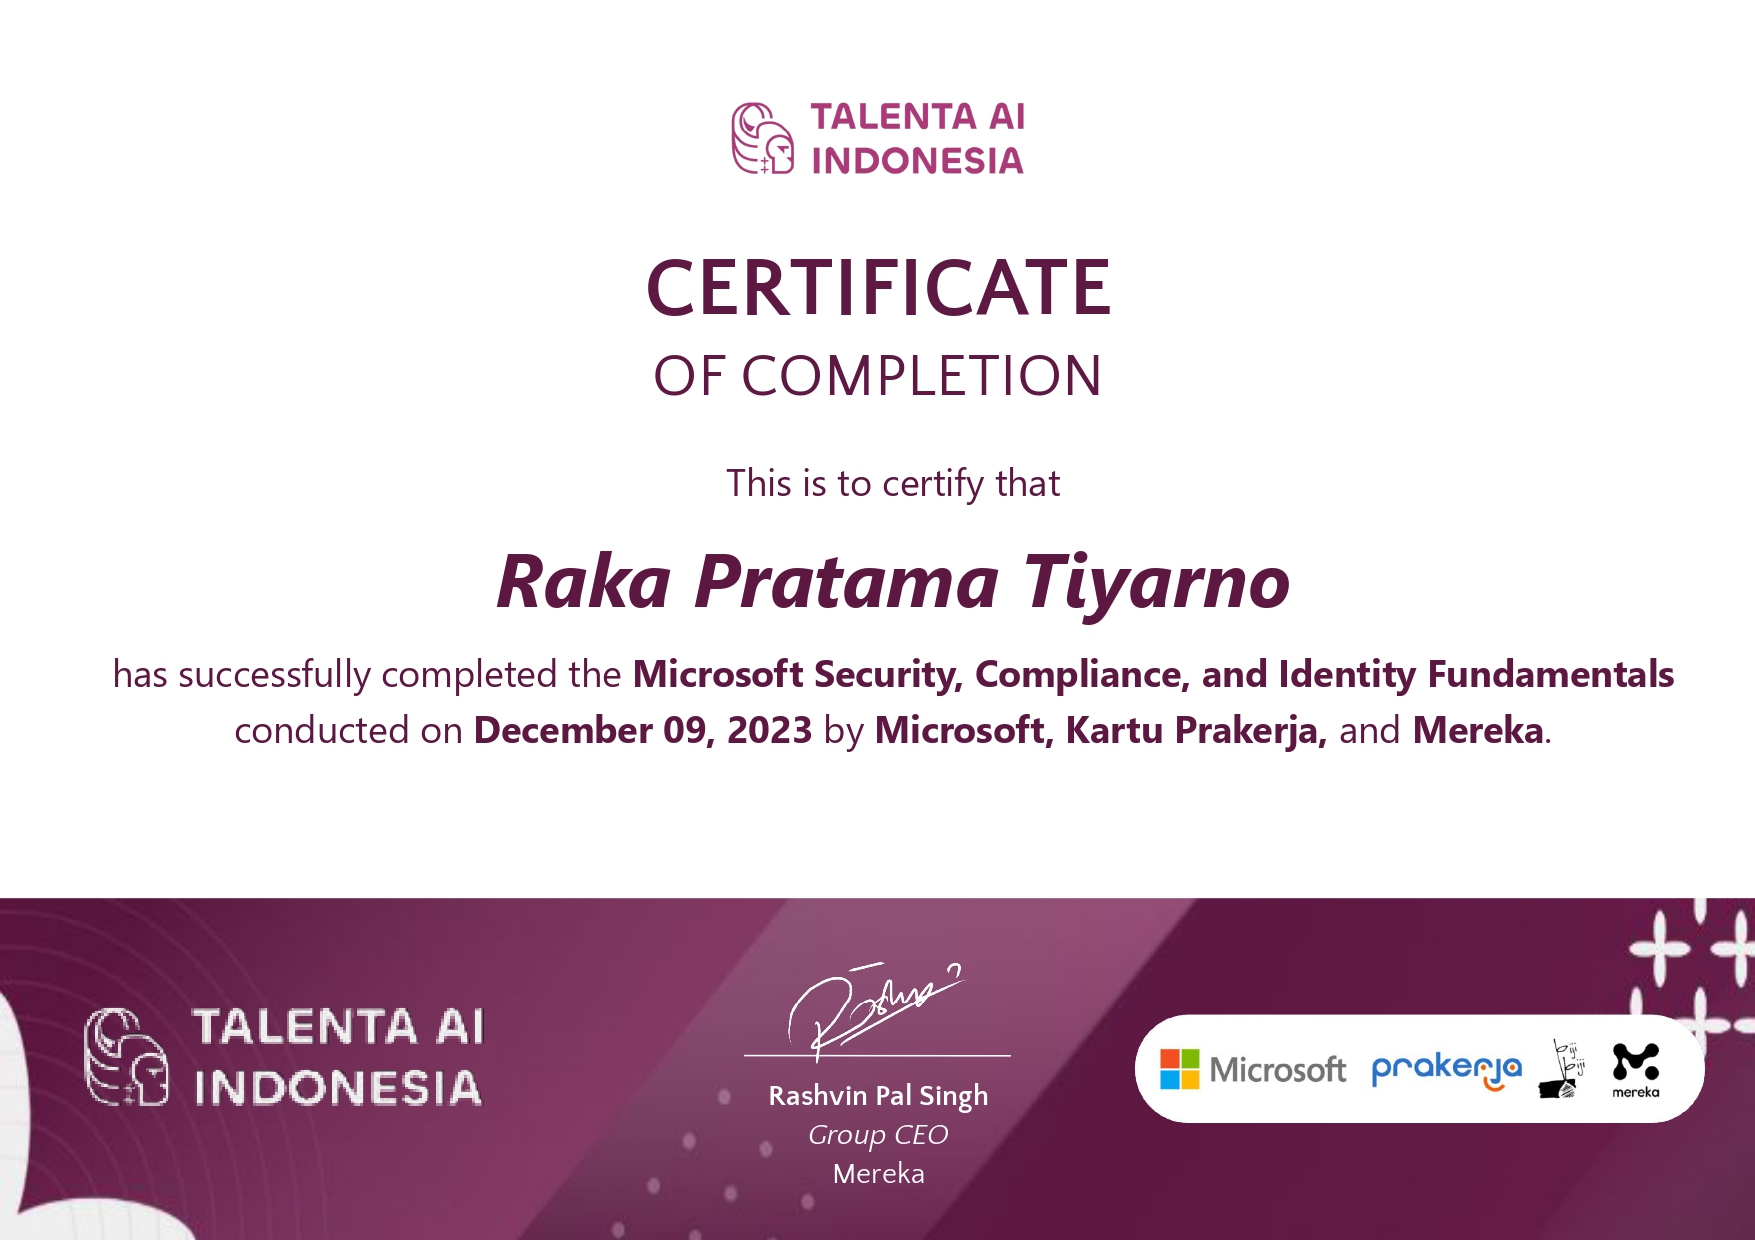 TALENTA AI
INDONESIA
CERTIFICATE
OF COMPLETION
This is to certify that
Raka Pratama Tiyarno
has successfully completed the Microsoft Security, Compliance, and Identity Fundamentals
conducted on December 09, 2023 by Microsoft, Kartu Prakerja, and Mereka.
TALENTA AI
INDONESIA
Rashvin Pal Singh
Group CEO
Mereka
Microsoft
prakerja
biji
biji
mereka